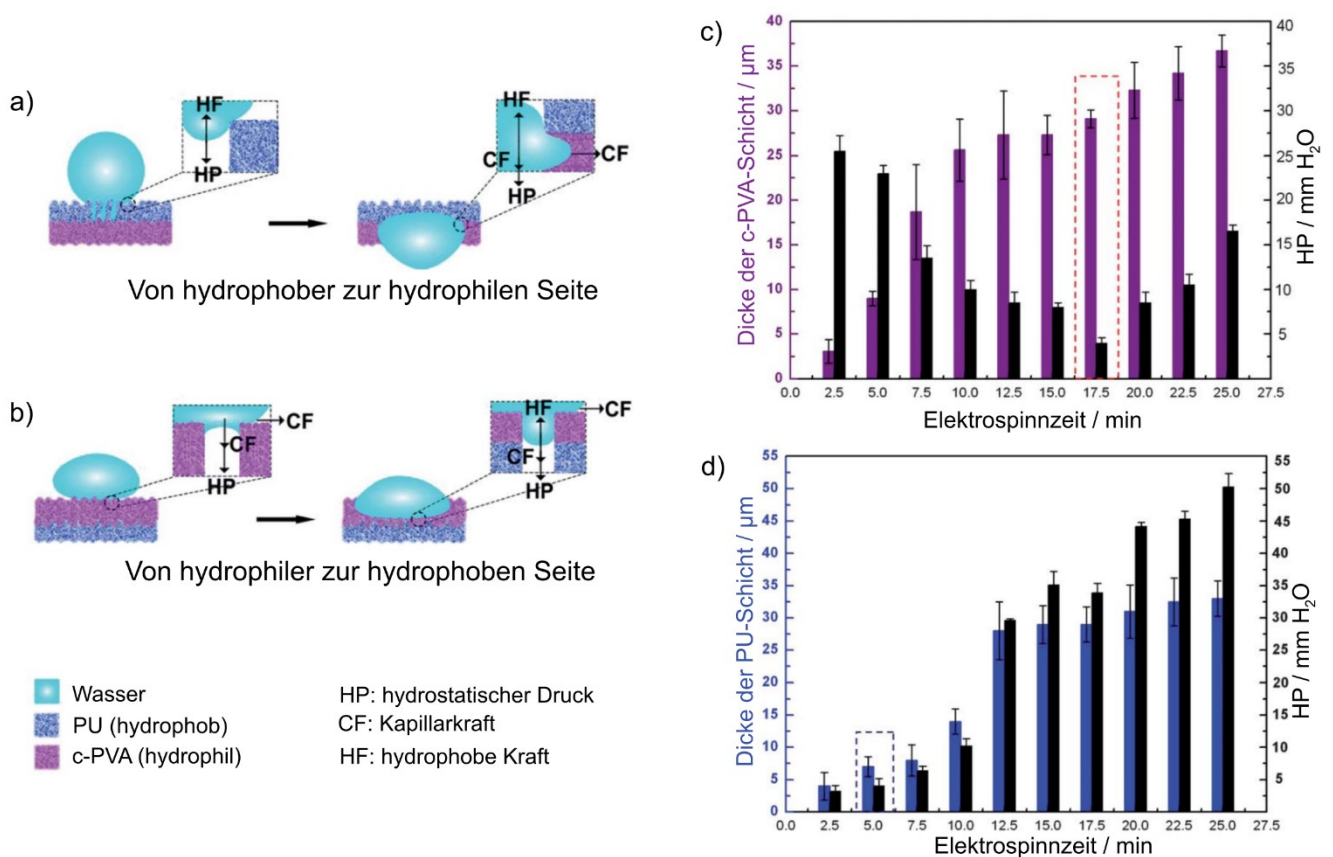 a)
HF
HP
HF
CF
CF
HP
Von hydrophober zur hydrophilen Seite
b)
CF
CF
HP
HF
CF
CF
HP
Von hydrophiler zur hydrophoben Seite
Wasser
PU (hydrophob)
c-PVA (hydrophil)
HP: hydrostatischer Druck
CF: Kapillarkraft
HF: hydrophobe Kraft
c)
Dicke der c-PVA-Schicht / µm
40
35
30
25
20
15
10
5
0
0.0 2.5 5.0 7.5 10.0 12.5 15.0 17.5 20.0 22.5 25.0 27.5
Elektrospinnzeit / min
40
35
30
25
20
15
10
5
HP / mm H₂O
d)
Dicke der PU-Schicht / µm
55
50
45
40
35
30
25
20
15
10
5
0
0.0 2.5 5.0 7.5 10.0 12.5 15.0 17.5 20.0 22.5 25.0 27.5
Elektrospinnzeit / min
55
50
45
40
35
30
25
20
15
10
5
HP / mm H₂O